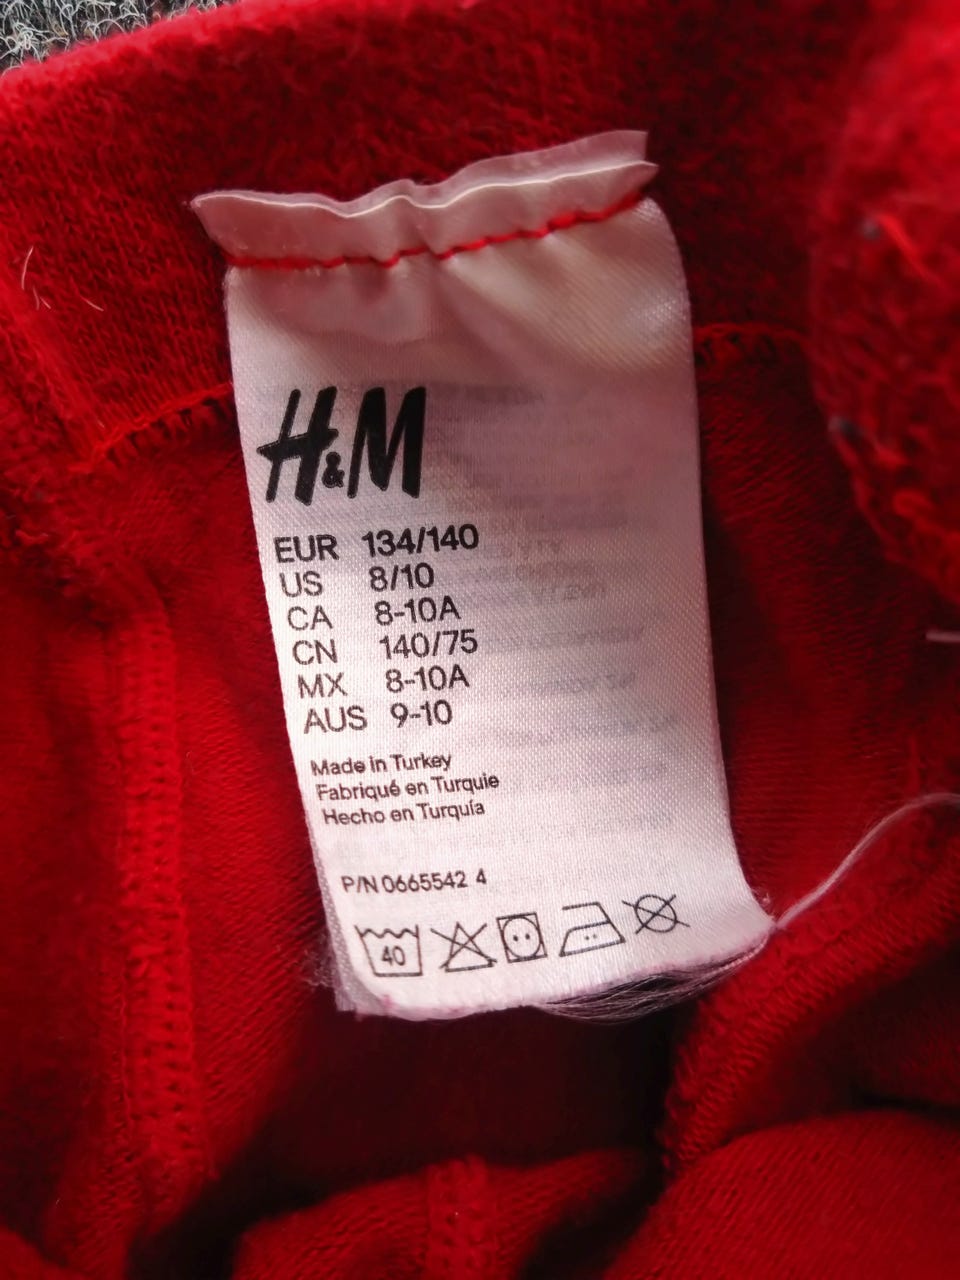 H&M
EUR 134/140
US 8/10
CA 8-10A
CN 140/75
MX 8-10A
AUS 9-10
Made in Turkey
Fabriqué en Turquie
Hecho en Turquía
P/N 0665542 4
40